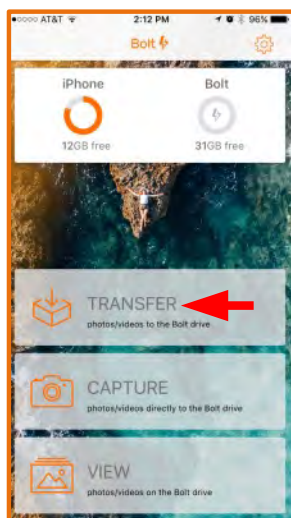 AT&T 2:12 PM 96%
Bolt
iPhone Bolt
12GB free 31GB free
TRANSFER
photos/videos to the Bolt drive
CAPTURE
photos/videos directly to the Bolt drive
VIEW
photos/videos on the Bolt drive